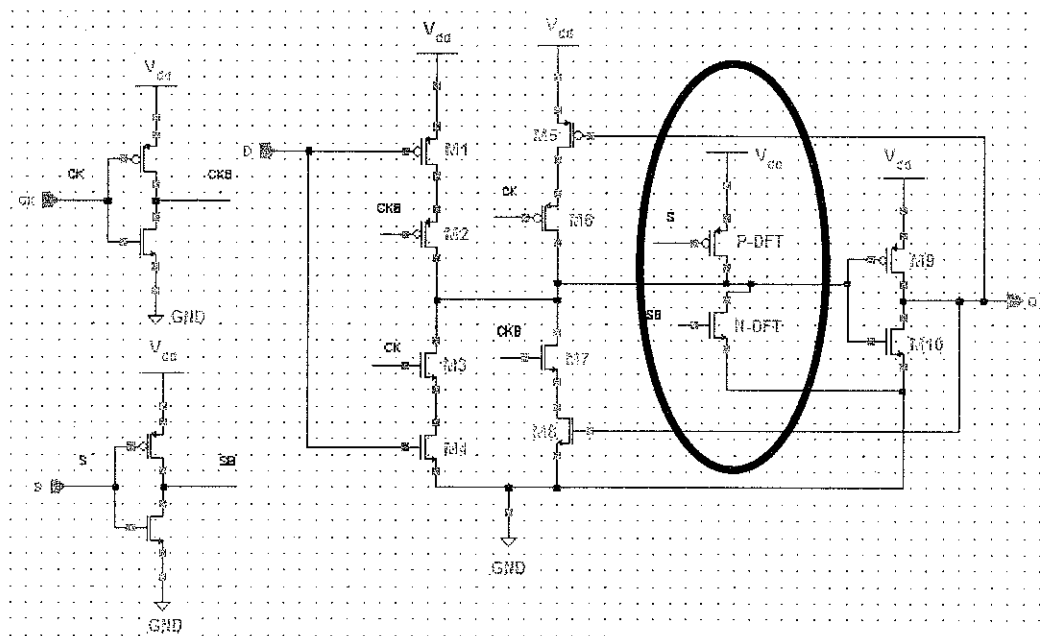 Vdd
Vdd
Vdd
D
M1
M5
CK
CKB
CK
CKB
CK
M2
M6
S
Vdd
Vdd
P-DFT
M9
Q
GND
CK
M3
CKB
M7
SB
N-DFT
M10
Vdd
S
SB
S
M4
M8
GND
GND